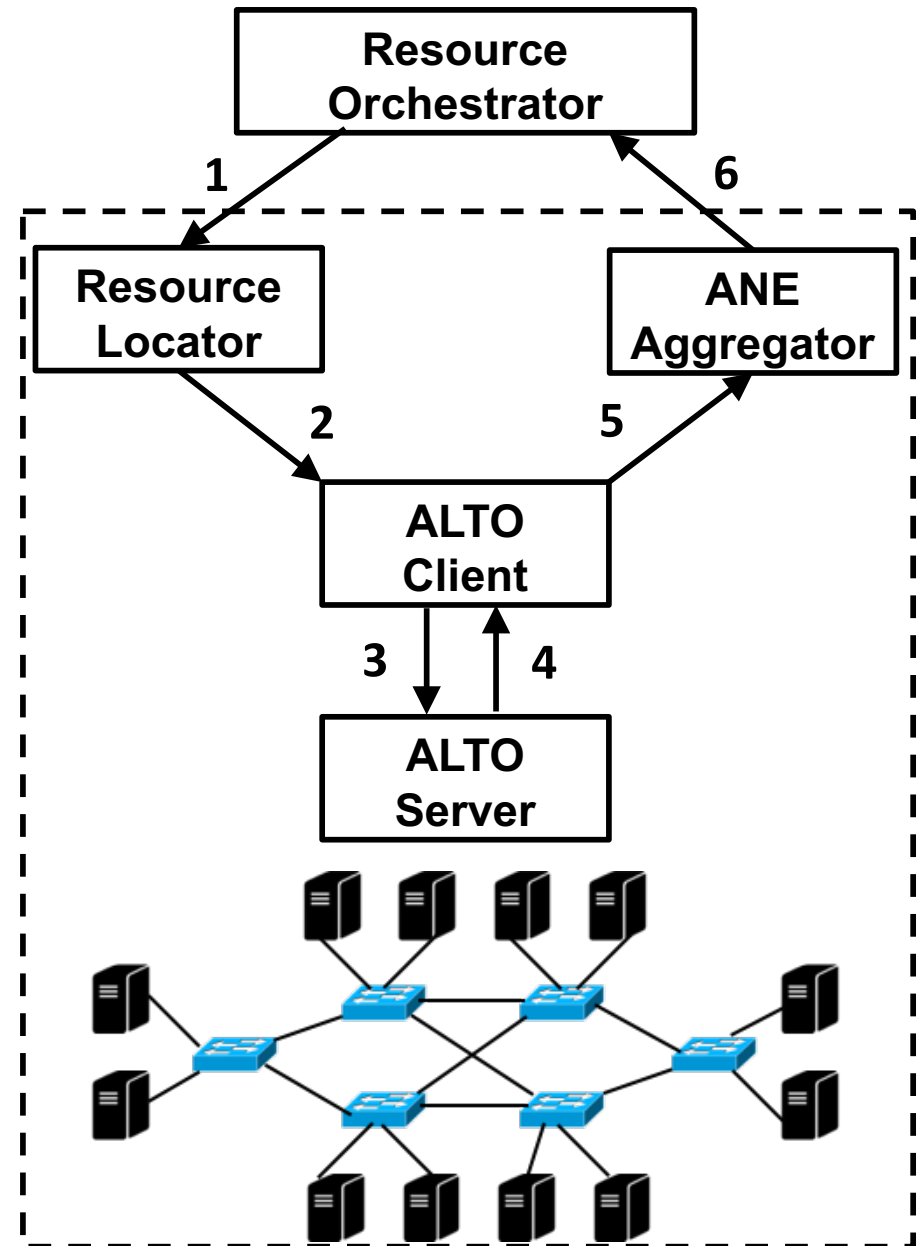 Resource
Orchestrator
1
6
Resource
Locator
ANE
Aggregator
2
5
ALTO
Client
3
4
ALTO
Server